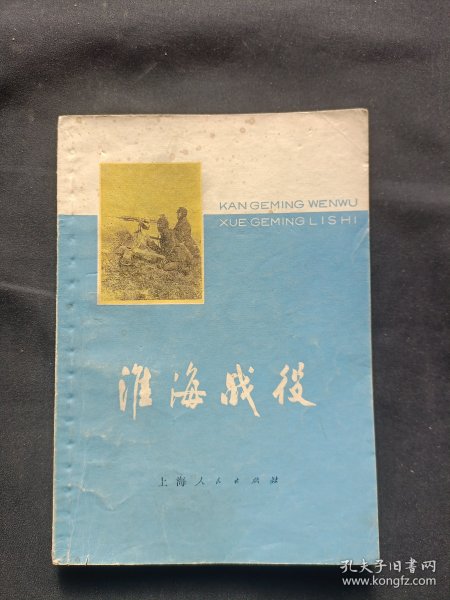 KAN GEMING WENWU
XUE GEMING LISHI
淮海战役
上海人民出版社
孔夫子旧书网
www.kongfz.com